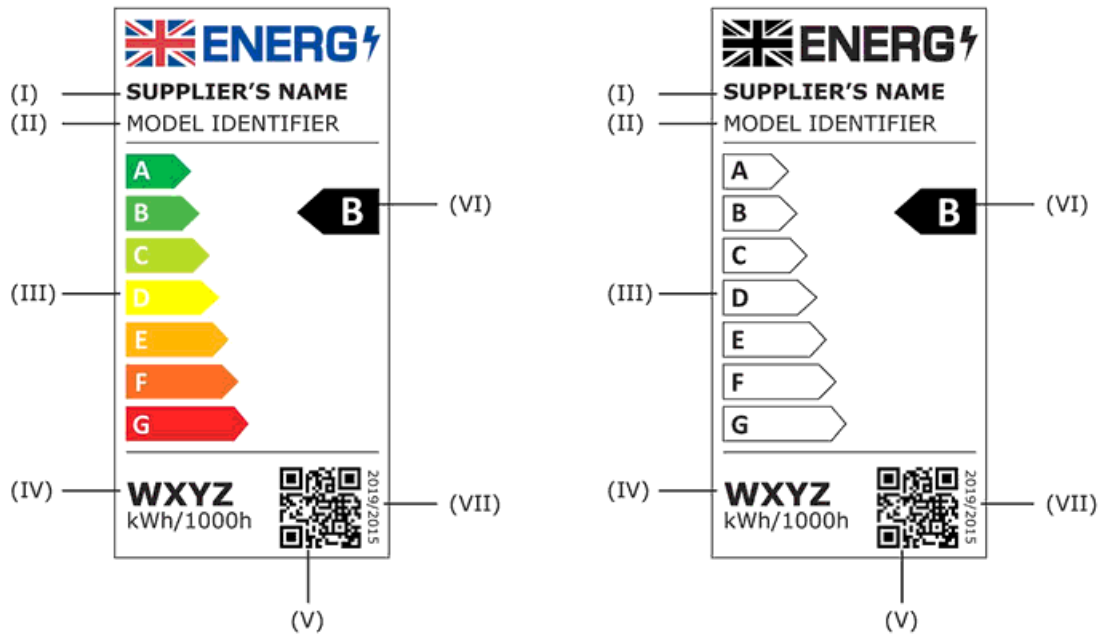 ENERG
(I) SUPPLIER'S NAME
(II) MODEL IDENTIFIER
A
B
B
(VI)
C
(III)
D
E
F
G
(IV)
WXYZ
kWh/1000h
2019/2015
(VII)
(V)
ENERG
(I) SUPPLIER'S NAME
(II) MODEL IDENTIFIER
A
B
B
(VI)
C
(III)
D
E
F
G
(IV)
WXYZ
kWh/1000h
2019/2015
(VII)
(V)